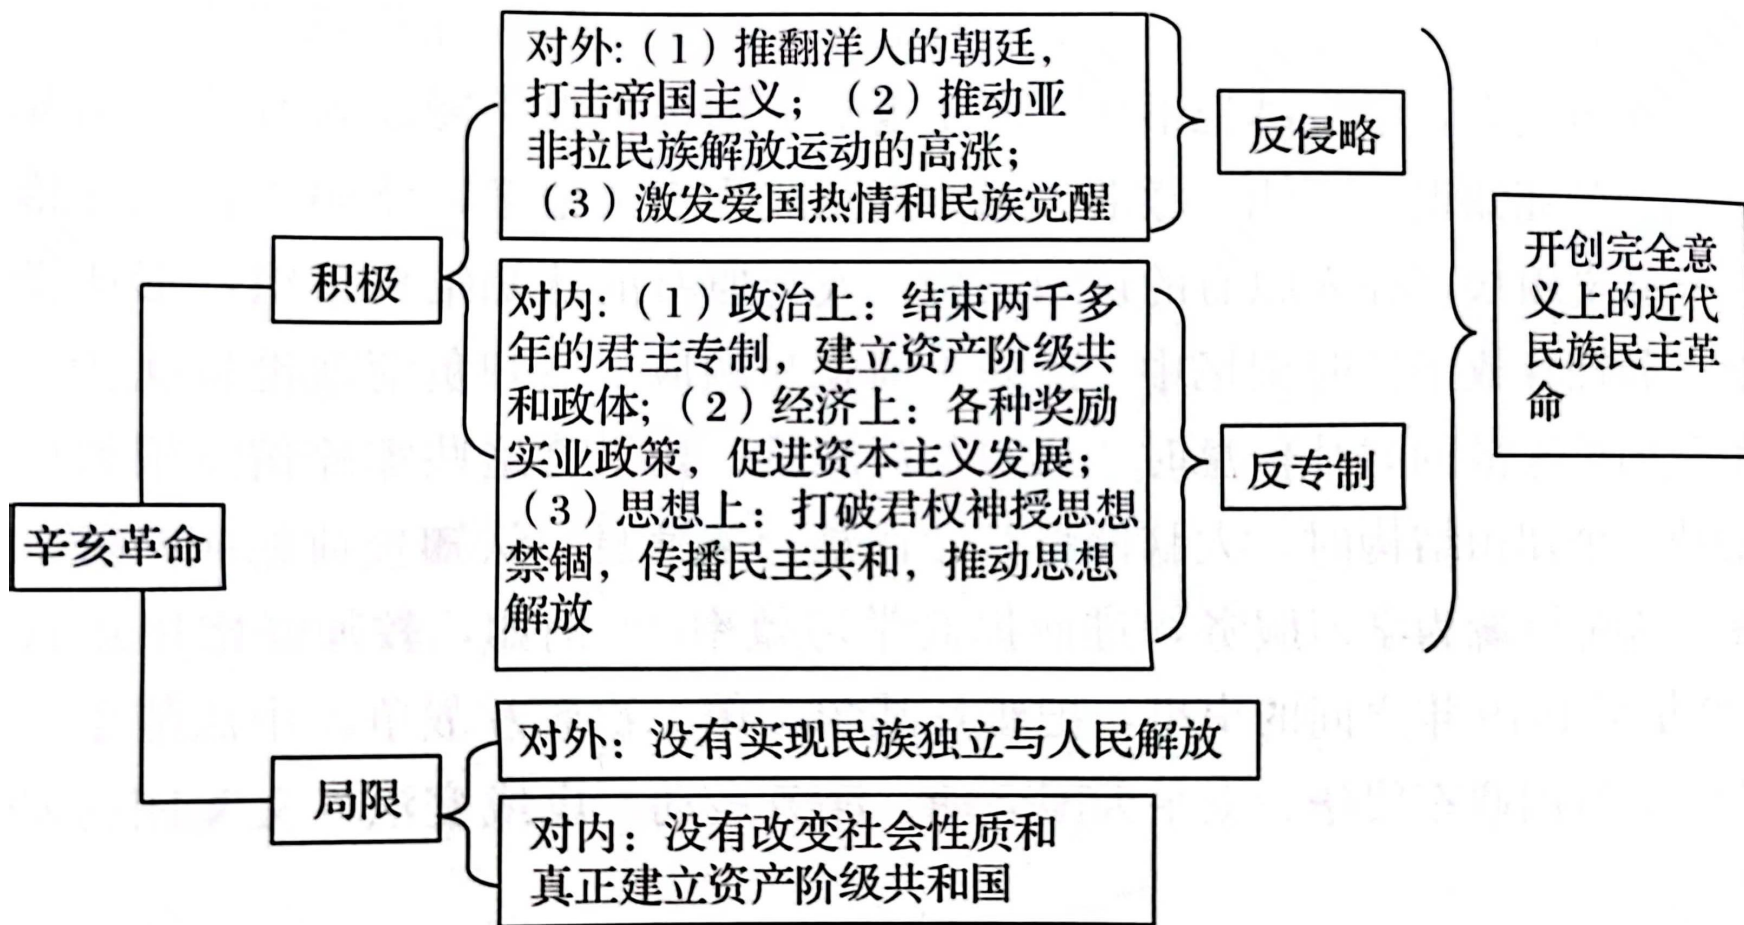 辛亥革命
积极
对外:（1）推翻洋人的朝廷，
打击帝国主义；（2）推动亚
非拉民族解放运动的高涨；
（3）激发爱国热情和民族觉醒
反侵略
对内:（1）政治上：结束两千多
年的君主专制，建立资产阶级共
和政体;（2）经济上：各种奖励
实业政策，促进资本主义发展；
（3）思想上：打破君权神授思想
禁锢，传播民主共和，推动思想
解放
反专制
开创完全意
义上的近代
民族民主革
命
局限
对外：没有实现民族独立与人民解放
对内：没有改变社会性质和
真正建立资产阶级共和国